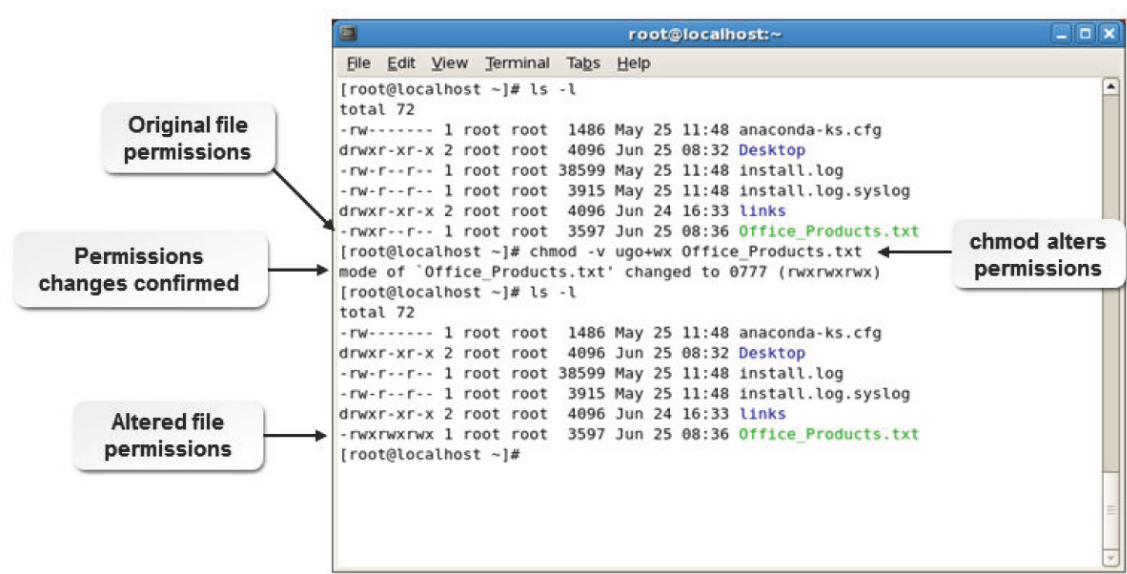 root@localhost:~
File Edit View Terminal Tabs Help
[root@localhost ~]# ls -l
total 72
-rw------- 1 root root  1486 May 25 11:48 anaconda-ks.cfg
drwxr-xr-x 2 root root  4096 Jun 25 08:32 Desktop
-rw-r--r-- 1 root root 38599 May 25 11:48 install.log
-rw-r--r-- 1 root root  3915 May 25 11:48 install.log.syslog
drwxr-xr-x 2 root root  4096 Jun 24 16:33 links
-rwxr--r-- 1 root root  3597 Jun 25 08:36 Office_Products.txt
[root@localhost ~]# chmod -v ugo+wx Office_Products.txt
mode of `Office_Products.txt' changed to 0777 (rwxrwxrwx)
[root@localhost ~]# ls -l
total 72
-rw------- 1 root root  1486 May 25 11:48 anaconda-ks.cfg
drwxr-xr-x 2 root root  4096 Jun 25 08:32 Desktop
-rw-r--r-- 1 root root 38599 May 25 11:48 install.log
-rw-r--r-- 1 root root  3915 May 25 11:48 install.log.syslog
drwxr-xr-x 2 root root  4096 Jun 24 16:33 links
-rwxrwxrwx 1 root root  3597 Jun 25 08:36 Office_Products.txt
[root@localhost ~]#
Original file
permissions
Permissions
changes confirmed
chmod alters
permissions
Altered file
permissions